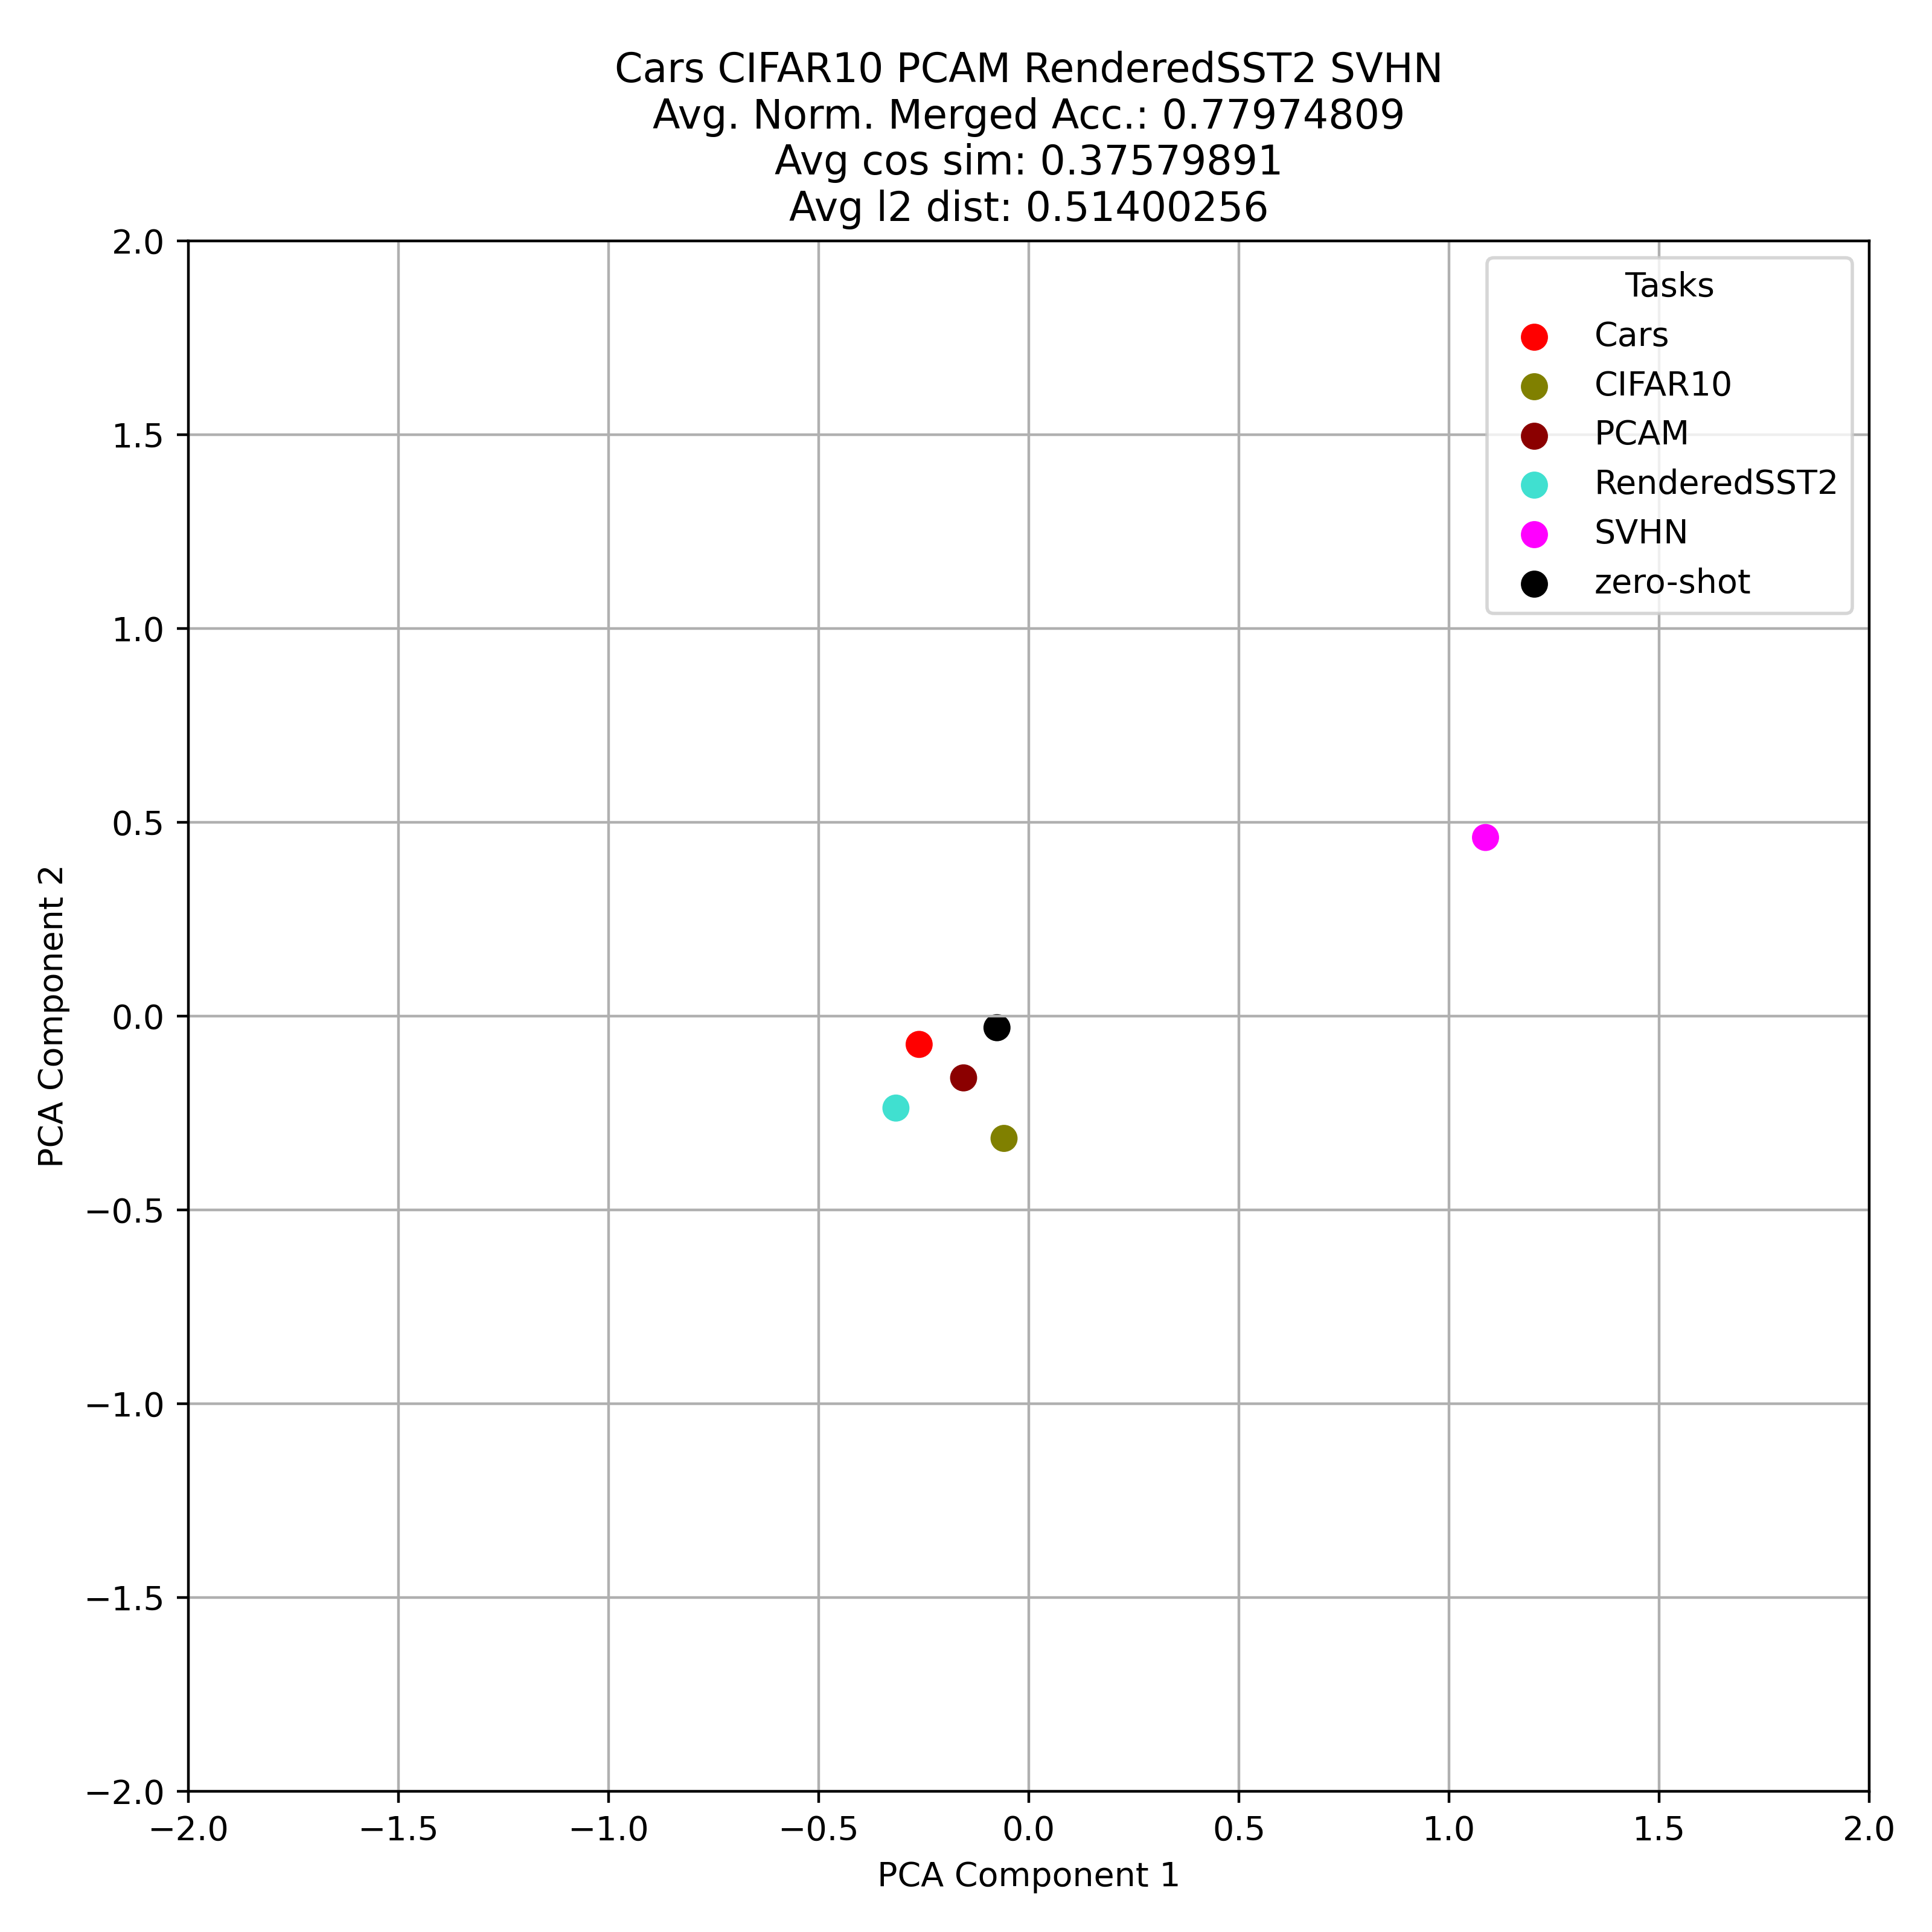 Cars CIFAR10 PCAM RenderedSST2 SVHN
Avg. Norm. Merged Acc.: 0.77974809
Avg cos sim: 0.37579891
Avg l2 dist: 0.51400256
Tasks
Cars
CIFAR10
PCAM
RenderedSST2
SVHN
zero-shot
PCA Component 2
2.0
1.5
1.0
0.5
0.0
−0.5
−1.0
−1.5
−2.0
−2.0 −1.5 −1.0 −0.5 0.0 0.5 1.0 1.5 2.0
PCA Component 1